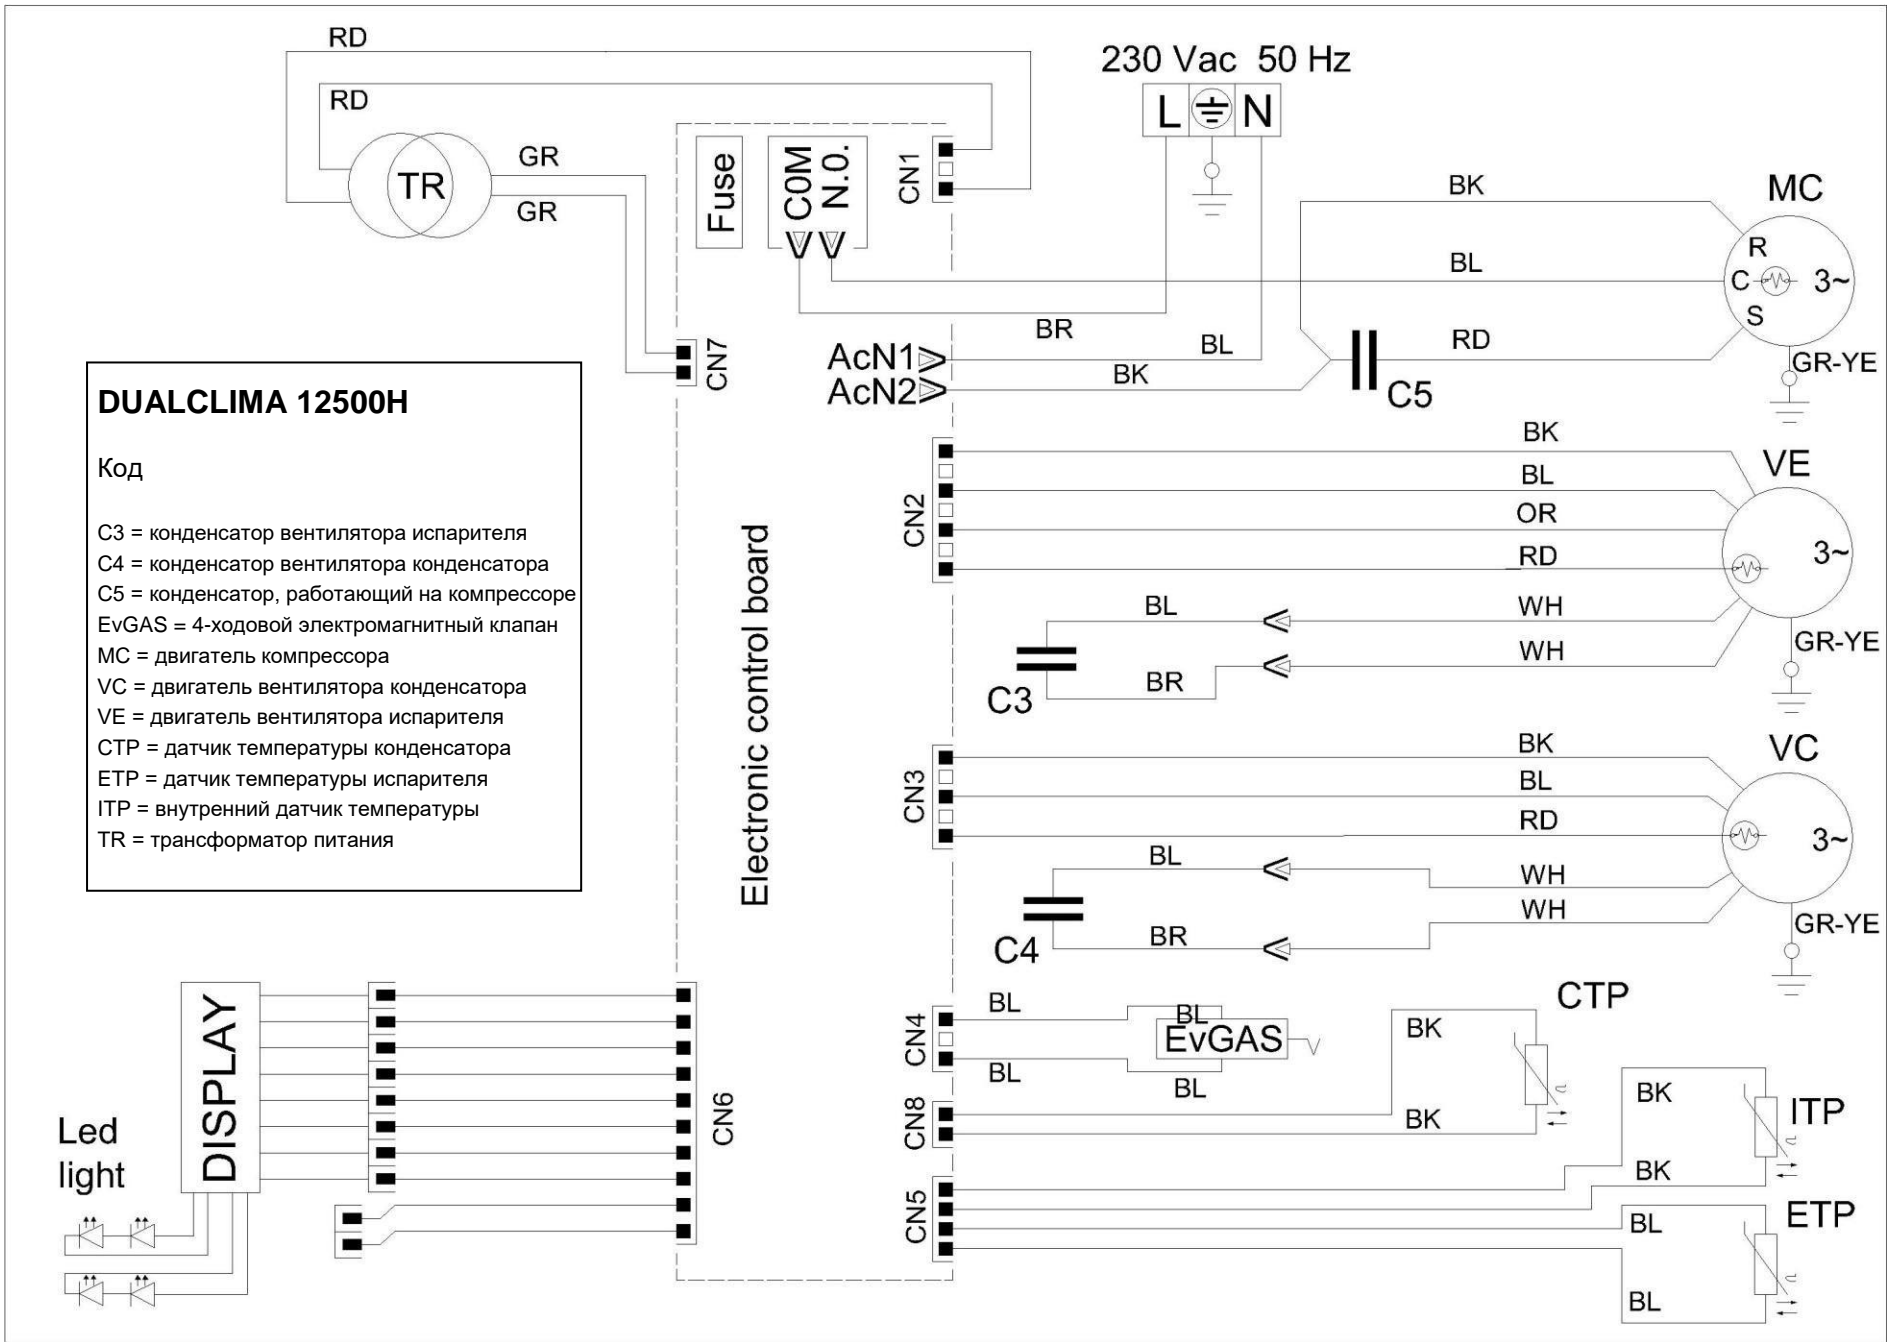 RD
230 Vac 50 Hz
RD
L N
GR
TR
GR
Fuse
C0M
N.O.
CN1
BK
MC
R
BL
C 3~
S
BR
RD
GR-YE
AcN1
BL
AcN2
BK
C5
CN7
DUALCLIMA 12500H
Код
C3 = конденсатор вентилятора испарителя
C4 = конденсатор вентилятора конденсатора
C5 = конденсатор, работающий на компрессоре
EvGAS = 4-ходовой электромагнитный клапан
MC = двигатель компрессора
VC = двигатель вентилятора конденсатора
VE = двигатель вентилятора испарителя
CTP = датчик температуры конденсатора
ETP = датчик температуры испарителя
ITP = внутренний датчик температуры
TR = трансформатор питания
Electronic control board
CN2
BK
VE
BL
OR
RD
3~
BL
WH
WH
GR-YE
C3
BR
CN3
BK
VC
BL
RD
3~
BL
WH
WH
GR-YE
C4
BR
CN4
BL
BL
EvGAS
BL
BL
CTP
BK
BK
CN8
BK
ITP
BK
CN5
BL
ETP
BL
DISPLAY
CN6
Led
light